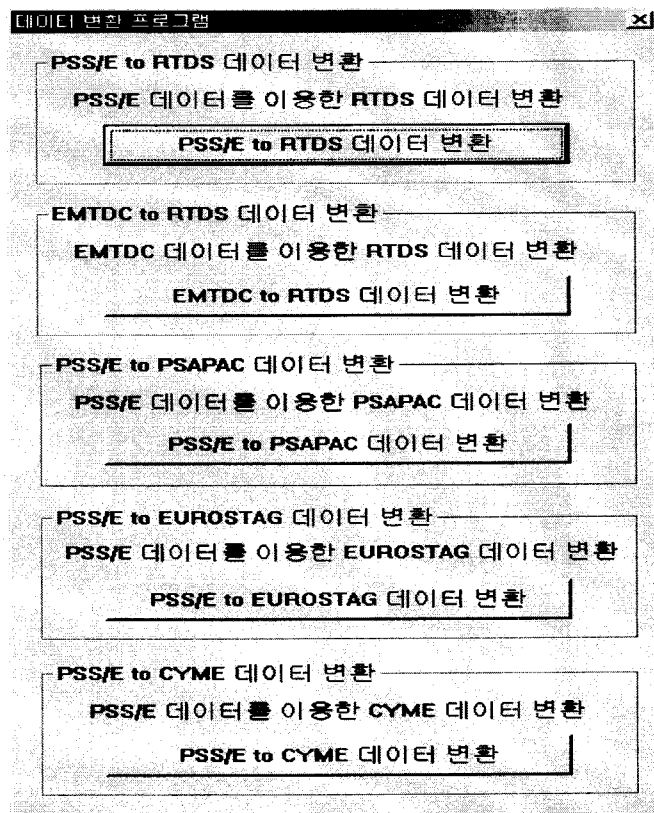 데이터 변환 프로그램
PSS/E to RTDS 데이터 변환
PSS/E 데이터를 이용한 RTDS 데이터 변환
PSS/E to RTDS 데이터 변환
EMTDC to RTDS 데이터 변환
EMTDC 데이터를 이용한 RTDS 데이터 변환
EMTDC to RTDS 데이터 변환
PSS/E to PSAPAC 데이터 변환
PSS/E 데이터를 이용한 PSAPAC 데이터 변환
PSS/E to PSAPAC 데이터 변환
PSS/E to EUROSTAG 데이터 변환
PSS/E 데이터를 이용한 EUROSTAG 데이터 변환
PSS/E to EUROSTAG 데이터 변환
PSS/E to CYME 데이터 변환
PSS/E 데이터를 이용한 CYME 데이터 변환
PSS/E to CYME 데이터 변환